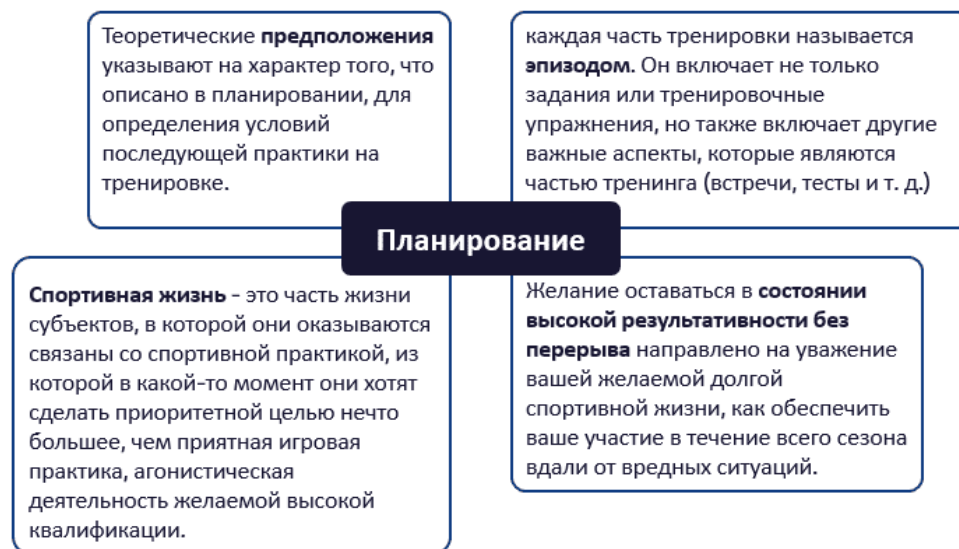 Теоретические предположения
указывают на характер того, что
описано в планировании, для
определения условий
последующей практики на
тренировке.
каждая часть тренировки называется
эпизодом. Он включает не только
задания или тренировочные
упражнения, но также включает другие
важные аспекты, которые являются
частью тренинга (встречи, тесты и т. д.)
Планирование
Спортивная жизнь - это часть жизни
субъектов, в которой они оказываются
связаны со спортивной практикой, из
которой в какой-то момент они хотят
сделать приоритетной целью нечто
большее, чем приятная игровая
практика, агонистическая
деятельность желаемой высокой
квалификации.
Желание оставаться в состоянии
высокой результативности без
перерыва направлено на уважение
вашей желаемой долгой
спортивной жизни, как обеспечить
ваше участие в течение всего сезона
вдали от вредных ситуаций.